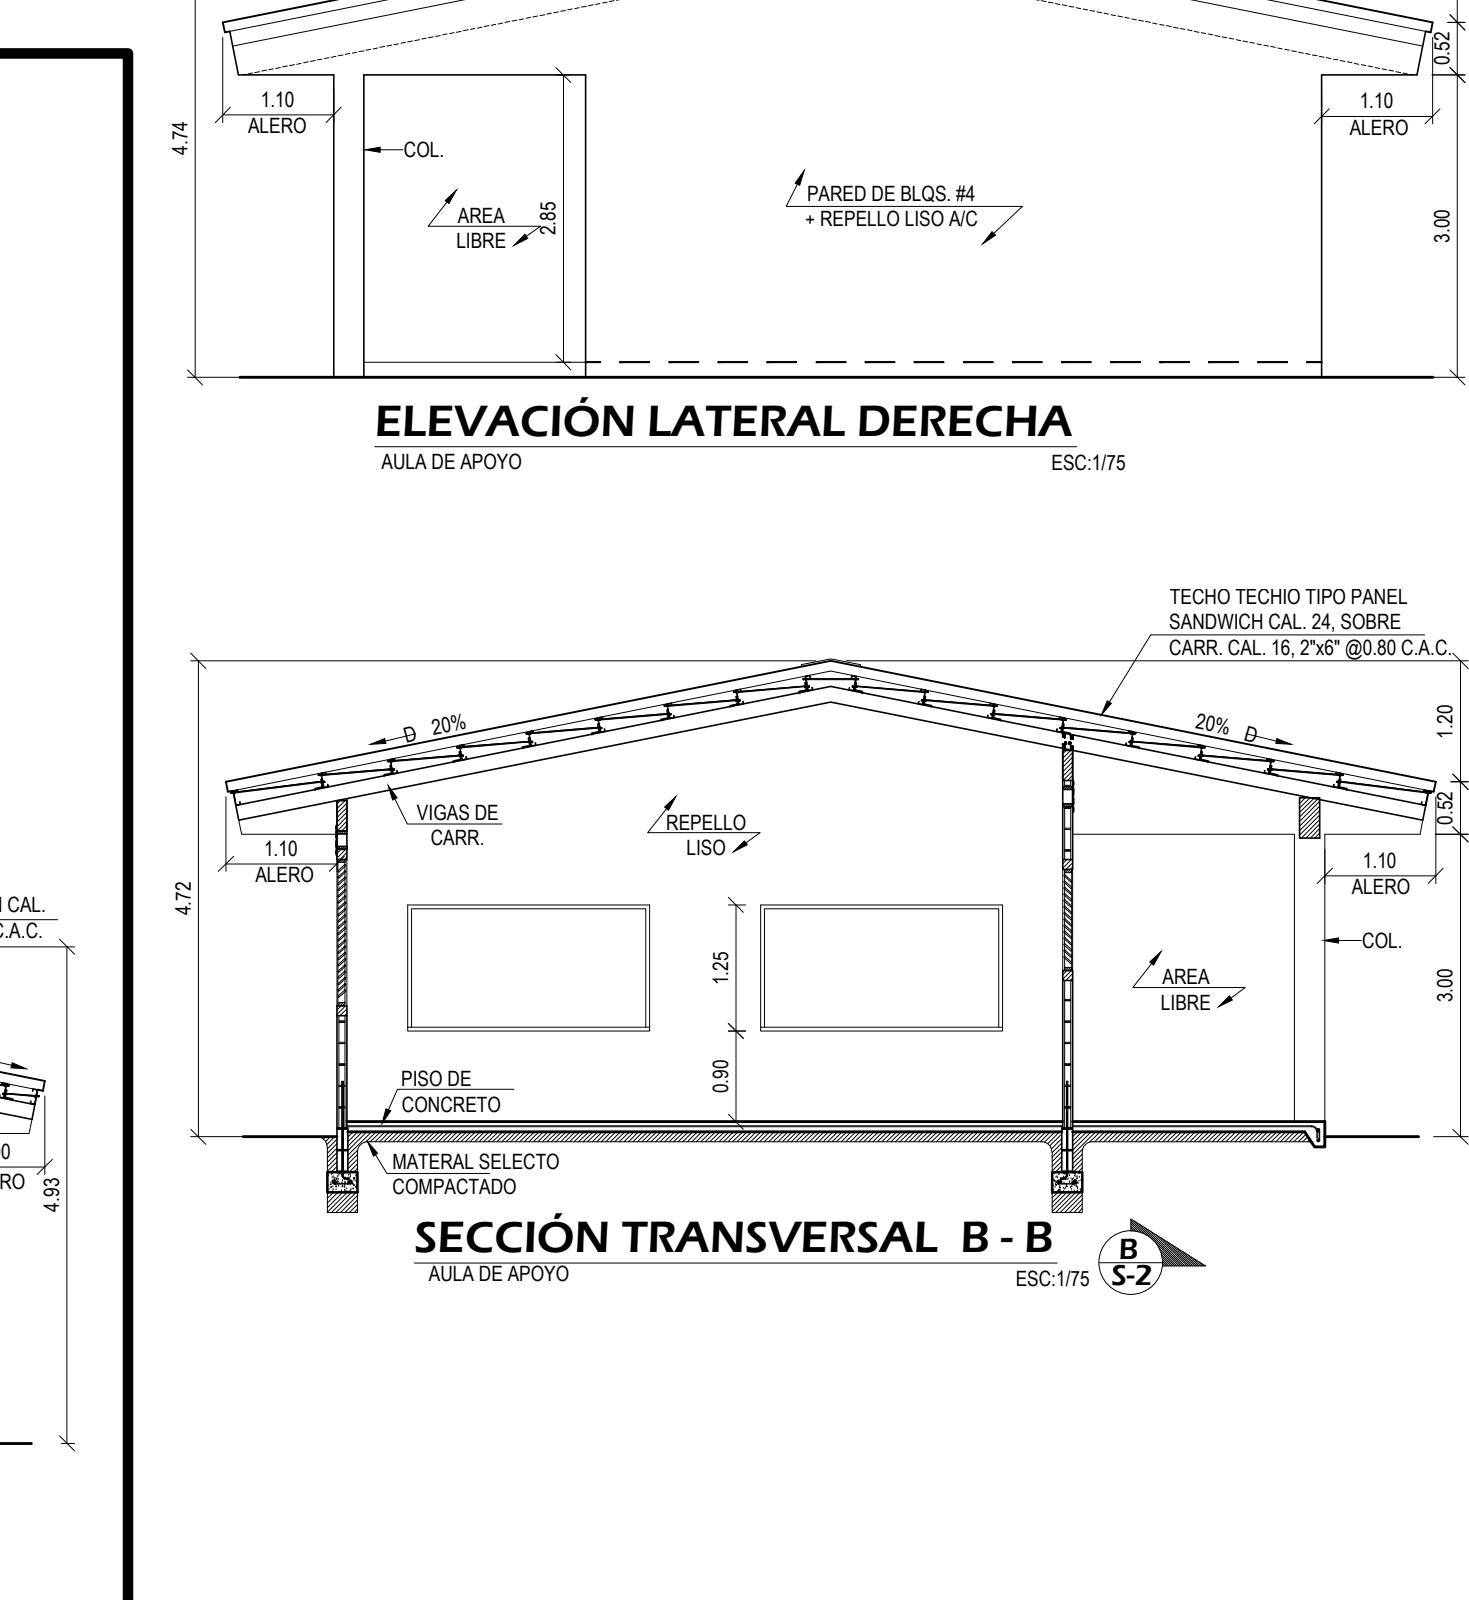 0.52
1.10
ALERO
1.10
ALERO
4.74
COL.
AREA
LIBRE
2.85
PARED DE BLQS. #4
+ REPELLO LISO A/C
3.00
ELEVACIÓN LATERAL DERECHA
AULA DE APOYO
ESC:1/75
TECHO TECHIO TIPO PANEL
SANDWICH CAL. 24, SOBRE
CARR. CAL. 16, 2"x6" @0.80 C.A.C.
D 20%
20% D
1.20
0.52
VIGAS DE
CARR.
REPELLO
LISO
1.10
ALERO
1.10
ALERO
4.72
CAL.
C.A.C.
COL.
1.25
AREA
LIBRE
3.00
0.90
PISO DE
CONCRETO
MATERAL SELECTO
COMPACTADO
4.93
SECCIÓN TRANSVERSAL B - B
AULA DE APOYO
ESC:1/75
B
S-2